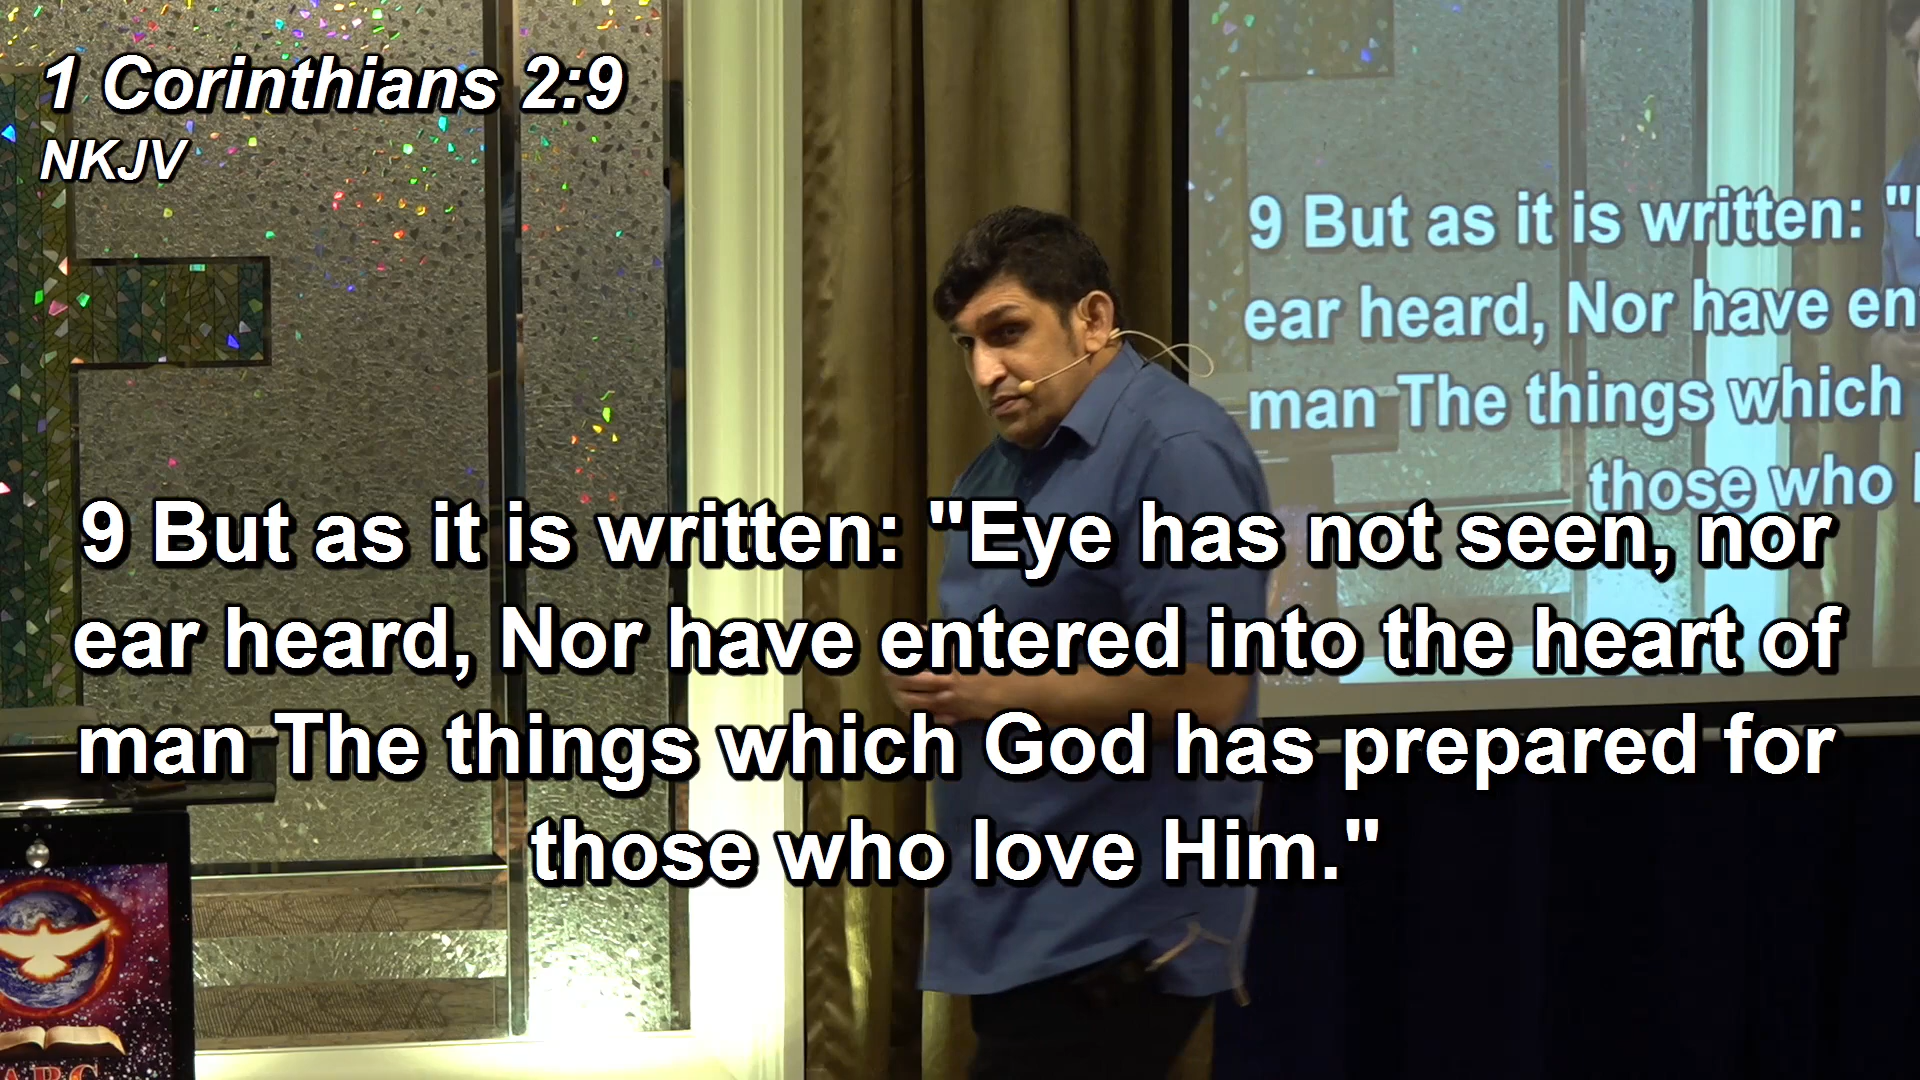 1 Corinthians 2:9
NKJV
9 But as it is written: "
ear heard, Nor have en
man The things which
those who
9 But as it is written: "Eye has not seen, nor
ear heard, Nor have entered into the heart of
man The things which God has prepared for
those who love Him."
ABC